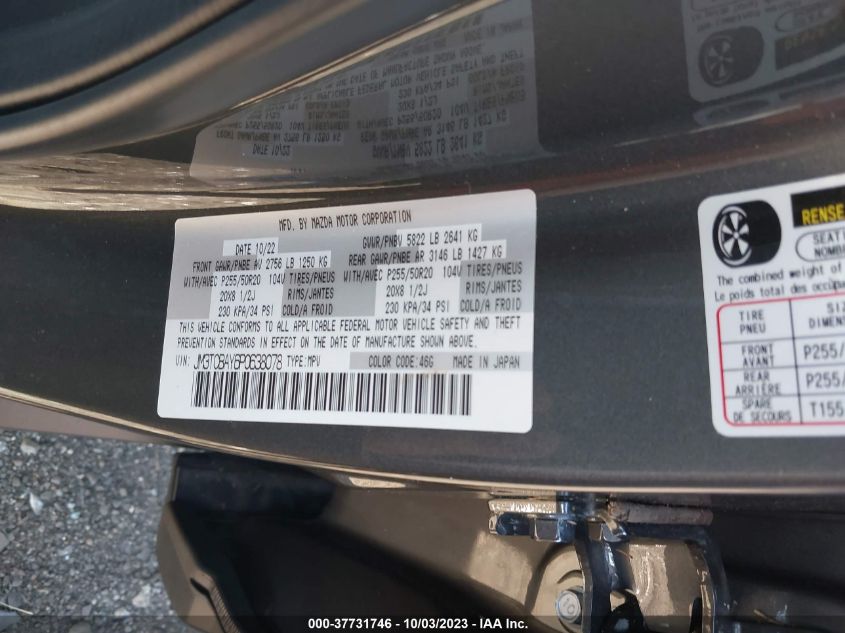 MFD. BY MAZDA MOTOR CORPORATION
DATE 10/22
GVWR/PNBV 5822 LB 2641 KG
FRONT GAWR/PNBE AV 2756 LB 1250 KG
REAR GAWR/PNBE AR 3146 LB 1427 KG
WITH/AVEC P255/50R20 104V TIRES/PNEUS
WITH/AVEC P255/50R20 104V TIRES/PNEUS
20X8 1/2J RIMS/JANTES
20X8 1/2J RIMS/JANTES
230 KPA/34 PSI COLD/A FROID
230 KPA/34 PSI COLD/A FROID
THIS VEHICLE CONFORMS TO ALL APPLICABLE FEDERAL MOTOR VEHICLE SAFETY AND THEFT
PREVENTION STANDARDS IN EFFECT ON THE DATE OF MANUFACTURE SHOWN ABOVE.
VIN: JM3TCBAY6P0638078 TYPE:MPV COLOR CODE:46G MADE IN JAPAN
The combined weight of
Le poids total des
TIRE
PNEU
FRONT
AVANT
P255/
REAR
ARRIÈRE
P255/
SPARE
DE SECOURS
T155
000-37731746 - 10/03/2023 - IAA Inc.